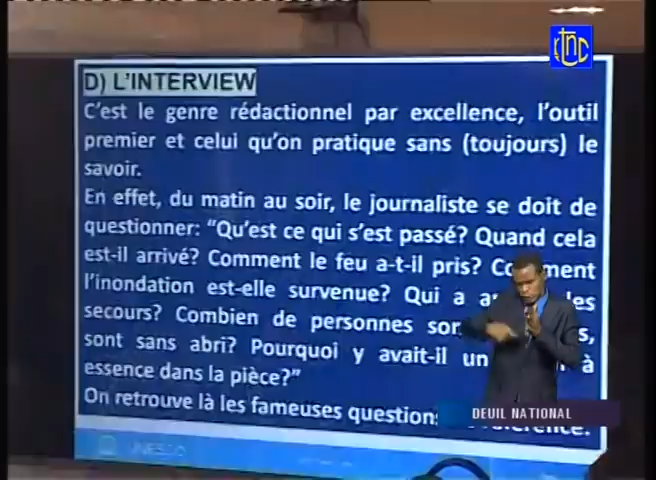 rtnc
D) L'INTERVIEW
C'est le genre rédactionnel par excellence, l'outil
premier et celui qu'on pratique sans (toujours) le
savoir.
En effet, du matin au soir, le journaliste se doit de
questionner: "Qu'est ce qui s'est passé? Quand cela
est-il arrivé? Comment le feu a-t-il pris?
l'inondation est-elle survenue? Qui a
secours? Combien de personnes
sont sans abri? Pourquoi y avait-il un à
essence dans la pièce?"
On retrouve là les fameuses questions
DEUIL NATIONAL
UNESCO